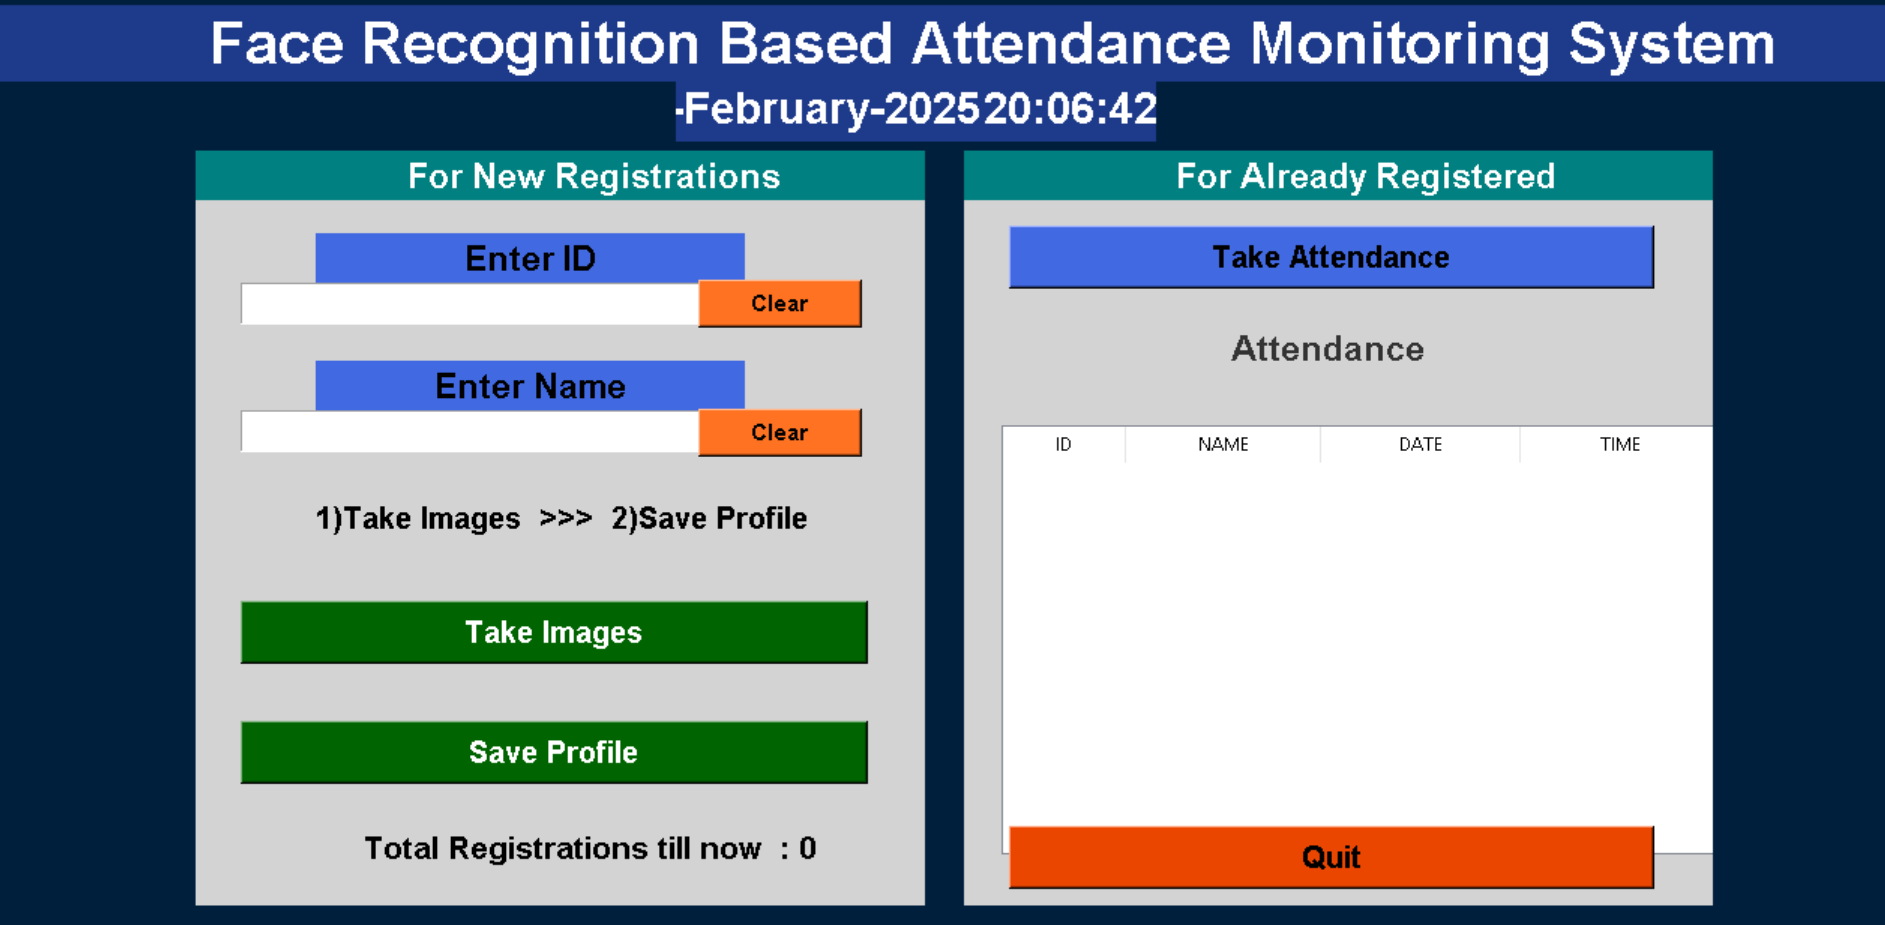 Face Recognition Based Attendance Monitoring System
-February-2025 20:06:42
For New Registrations
Enter ID
Clear
Enter Name
Clear
1)Take Images >>> 2)Save Profile
Take Images
Save Profile
Total Registrations till now : 0
For Already Registered
Take Attendance
Attendance
ID NAME DATE TIME
Quit